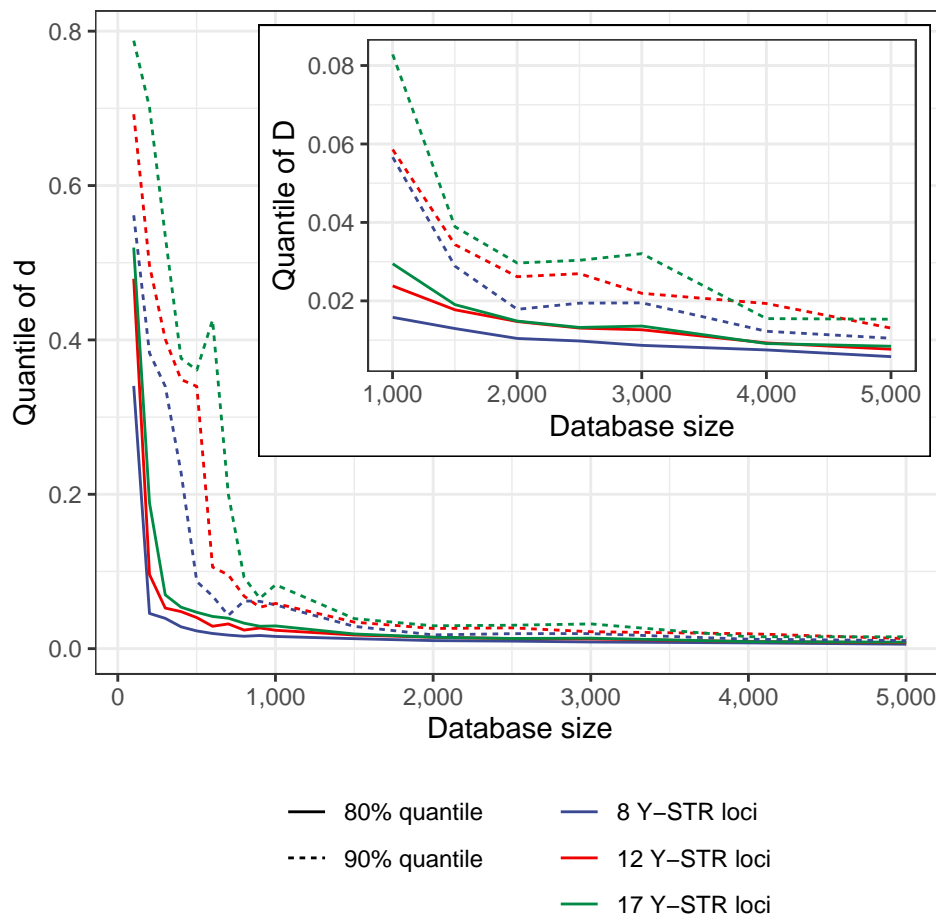 0.8
0.6
0.4
0.2
0.0
Quantile of d
0
1,000
2,000
3,000
4,000
5,000
Database size
0.08
0.06
0.04
0.02
Quantile of D
1,000
2,000
3,000
4,000
5,000
Database size
80% quantile
90% quantile
8 Y−STR loci
12 Y−STR loci
17 Y−STR loci